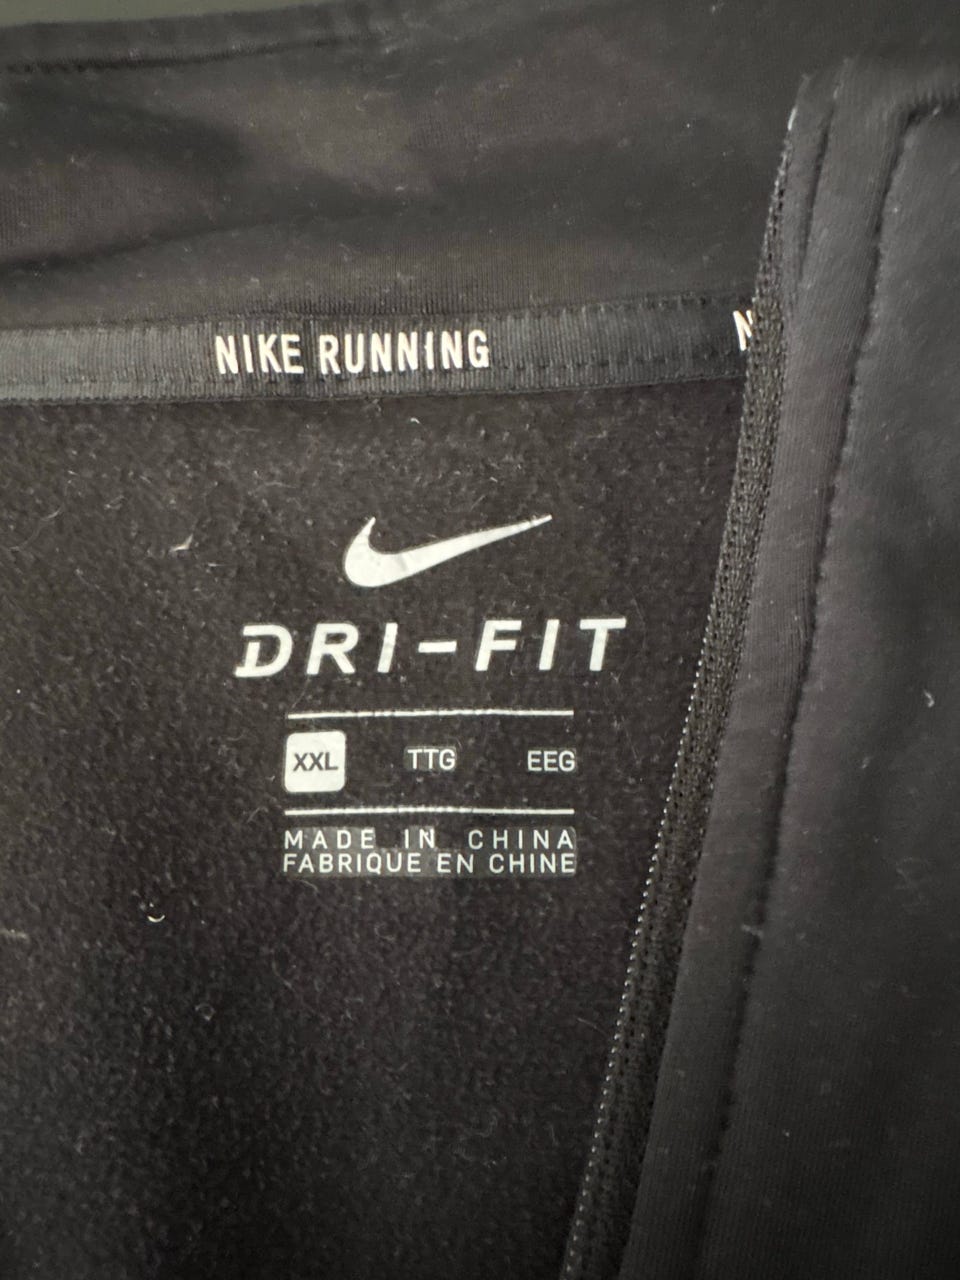 NIKE RUNNING
N
DRI-FIT
XXL TTG EEG
MADE IN CHINA
FABRIQUE EN CHINE